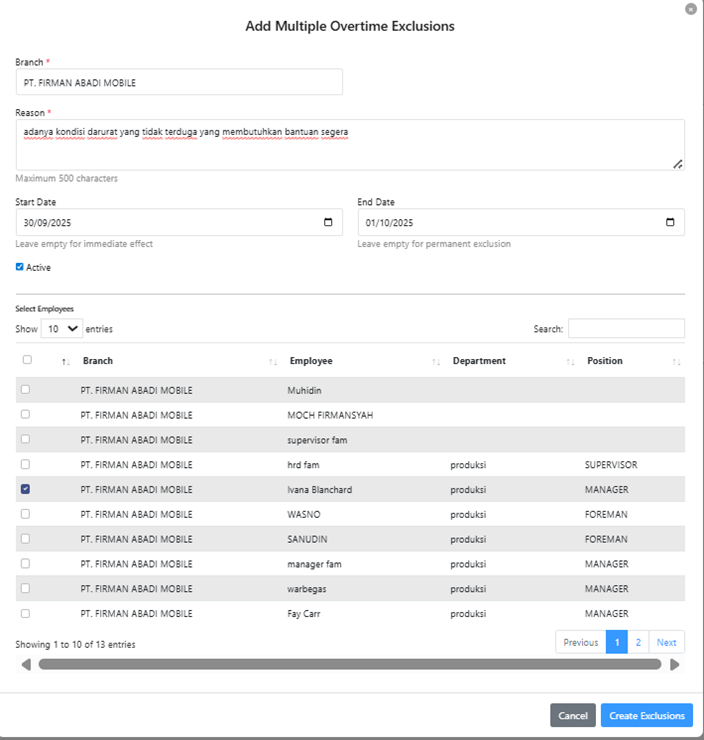 Add Multiple Overtime Exclusions
Branch *
PT. FIRMAN ABADI MOBILE
Reason *
adanya kondisi darurat yang tidak terduga yang membutuhkan bantuan segera
Maximum 500 characters
Start Date End Date
30/09/2025 01/10/2025
Leave empty for immediate effect Leave empty for permanent exclusion
Active
Select Employees
Show 10 entries Search:
Branch Employee Department Position
PT. FIRMAN ABADI MOBILE Muhidin
PT. FIRMAN ABADI MOBILE MOCH FIRMANSYAH
PT. FIRMAN ABADI MOBILE supervisor fam
PT. FIRMAN ABADI MOBILE hrd fam produksi SUPERVISOR
PT. FIRMAN ABADI MOBILE Ivana Blanchard produksi MANAGER
PT. FIRMAN ABADI MOBILE WASNO produksi FOREMAN
PT. FIRMAN ABADI MOBILE SANUDIN produksi FOREMAN
PT. FIRMAN ABADI MOBILE manager fam produksi MANAGER
PT. FIRMAN ABADI MOBILE warbegas produksi MANAGER
PT. FIRMAN ABADI MOBILE Fay Carr produksi MANAGER
Showing 1 to 10 of 13 entries Previous 1 2 Next
Cancel Create Exclusions